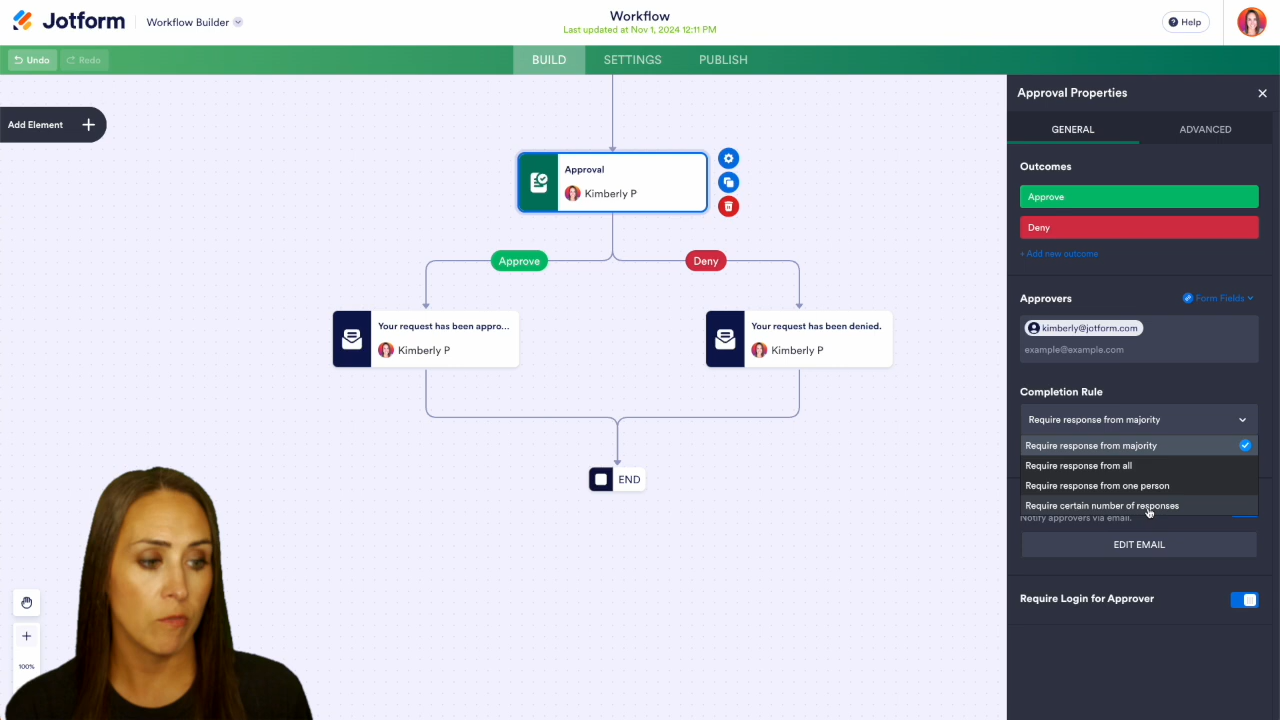 Jotform
Workflow Builder
Workflow
Last updated at Nov 1, 2024 12:11 PM
Help
Undo
Redo
BUILD
SETTINGS
PUBLISH
Add Element
Approval
Kimberly P
Approve
Deny
Your request has been appro...
Kimberly P
Your request has been denied.
Kimberly P
END
100%
Approval Properties
GENERAL
ADVANCED
Outcomes
Approve
Deny
+ Add new outcome
Approvers
Form Fields
kimberly@jotform.com
example@example.com
Completion Rule
Require response from majority
Require response from majority
Require response from all
Require response from one person
Require certain number of responses
Notify approvers via email.
EDIT EMAIL
Require Login for Approver